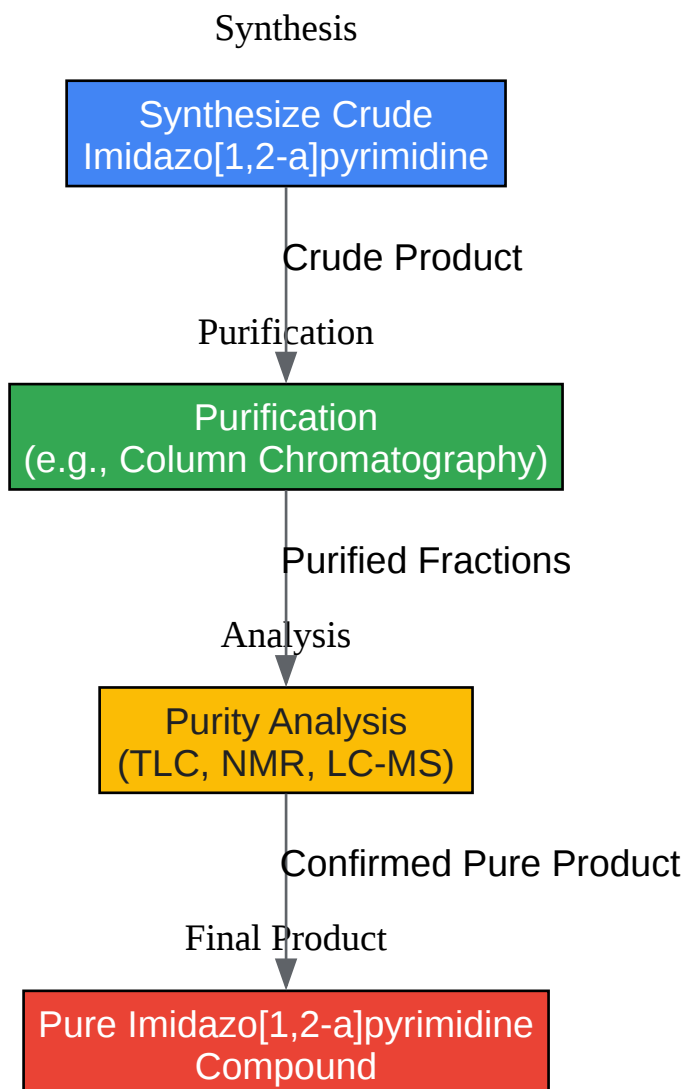 Synthesis
Synthesize Crude
Imidazo[1,2-a]pyrimidine
Crude Product
Purification
Purification
(e.g., Column Chromatography)
Purified Fractions
Analysis
Purity Analysis
(TLC, NMR, LC-MS)
Confirmed Pure Product
Final Product
Pure Imidazo[1,2-a]pyrimidine
Compound